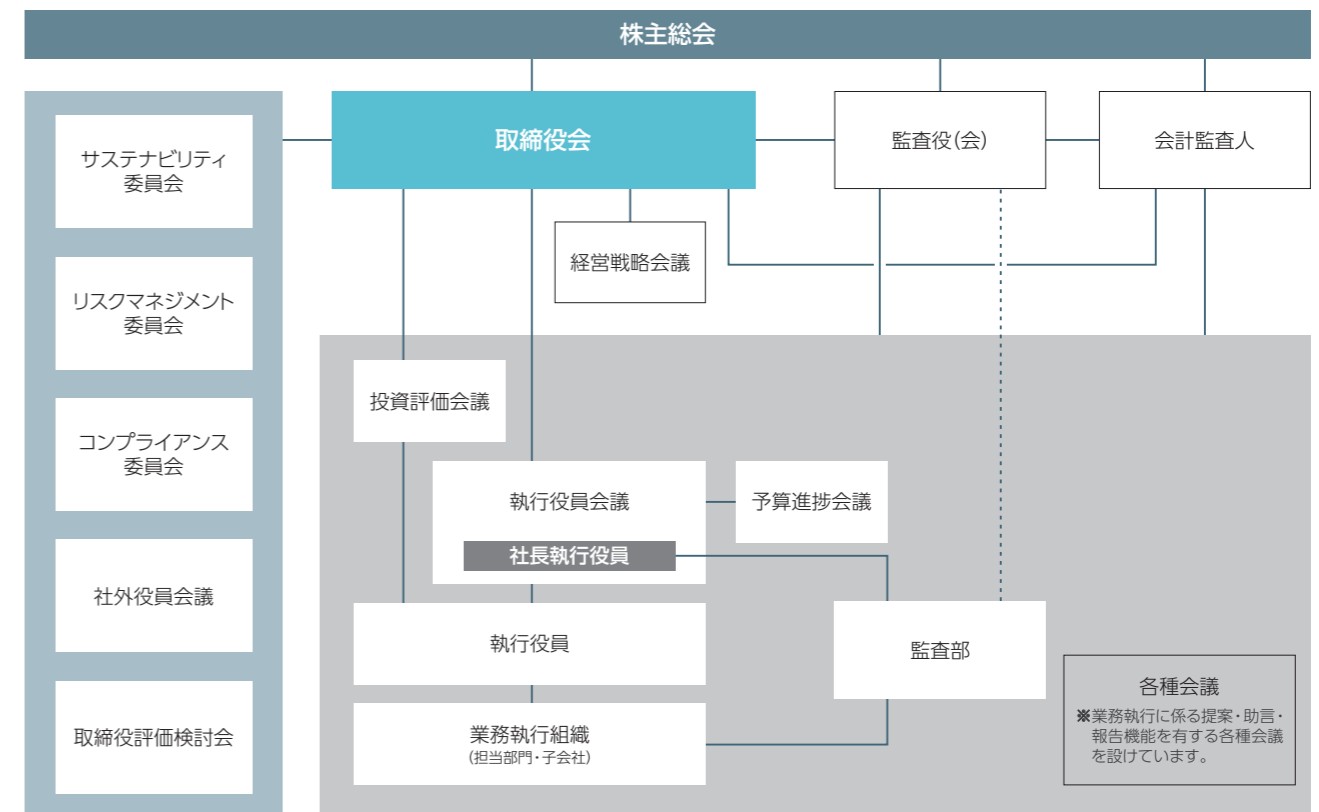 株主総会
サステナビリティ
委員会
リスクマネジメント
委員会
コンプライアンス
委員会
社外役員会議
取締役評価検討会
取締役会
監査役(会)
会計監査人
経営戦略会議
投資評価会議
執行役員会議
社長執行役員
予算進捗会議
執行役員
業務執行組織
(担当部門・子会社)
監査部
各種会議
※業務執行に係る提案・助言・
報告機能を有する各種会議
を設けています。